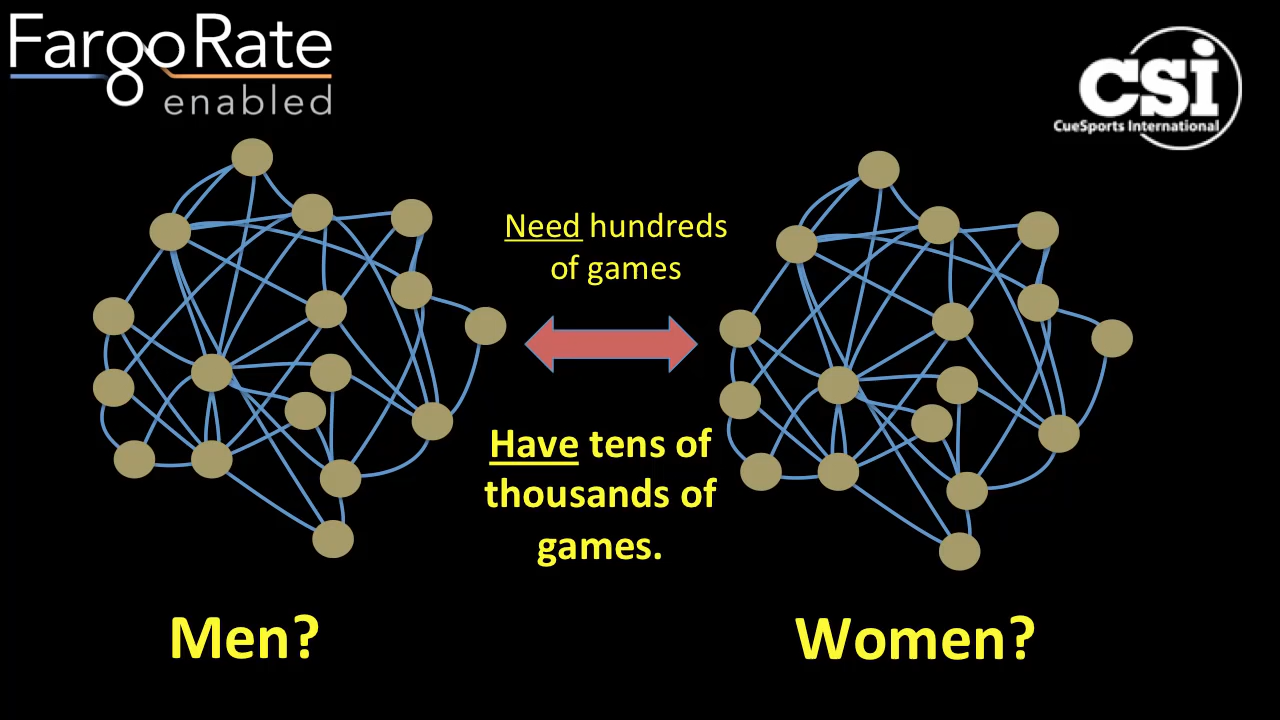 FargoRate
enabled
CSi
CueSports International
Need hundreds
of games
Have tens of
thousands of
games.
Men?
Women?